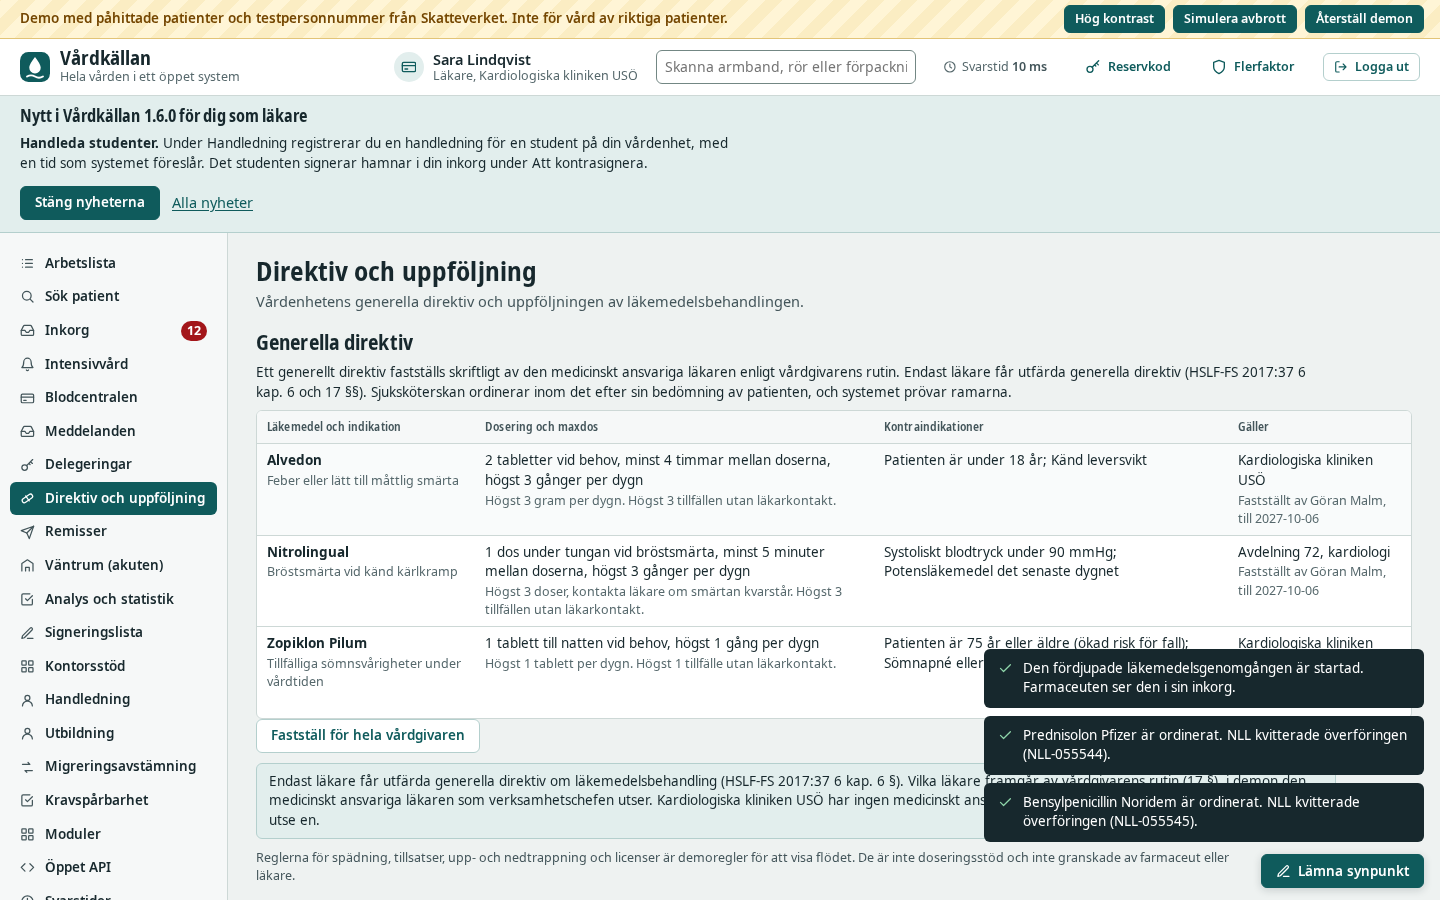 Demo med påhittade patienter och testpersonnummer från Skatteverket. Inte för vård av riktiga patienter.
Hög kontrast
Simulera avbrott
Återställ demon
Vårdkällan
Hela vården i ett öppet system
Sara Lindqvist
Läkare, Kardiologiska kliniken USÖ
Skanna armband, rör eller förpackni
Svarstid 10 ms
Reservkod
Flerfaktor
Logga ut
Nytt i Vårdkällan 1.6.0 för dig som läkare
Handleda studenter. Under Handledning registrerar du en handledning för en student på din vårdenhet, med
en tid som systemet föreslår. Det studenten signerar hamnar i din inkorg under Att kontrasignera.
Stäng nyheterna
Alla nyheter
Arbetslista
Sök patient
Inkorg
12
Intensivvård
Blodcentralen
Meddelanden
Delegeringar
Direktiv och uppföljning
Remisser
Väntrum (akuten)
Analys och statistik
Signeringslista
Kontorsstöd
Handledning
Utbildning
Migreringsavstämning
Kravspårbarhet
Moduler
Öppet API
Svarstider
Direktiv och uppföljning
Vårdenhetens generella direktiv och uppföljningen av läkemedelsbehandlingen.
Generella direktiv
Ett generellt direktiv fastställs skriftligt av den medicinskt ansvariga läkaren enligt vårdgivarens rutin. Endast läkare får utfärda generella direktiv (HSLF-FS 2017:37 6
kap. 6 och 17 §§). Sjuksköterskan ordinerar inom det efter sin bedömning av patienten, och systemet prövar ramarna.
Läkemedel och indikation
Dosering och maxdos
Kontraindikationer
Gäller
Alvedon
Feber eller lätt till måttlig smärta
2 tabletter vid behov, minst 4 timmar mellan doserna,
högst 3 gånger per dygn
Högst 3 gram per dygn. Högst 3 tillfällen utan läkarkontakt.
Patienten är under 18 år; Känd leversvikt
Kardiologiska kliniken
USÖ
Fastställt av Göran Malm,
till 2027-10-06
Nitrolingual
Bröstsmärta vid känd kärlkramp
1 dos under tungan vid bröstsmärta, minst 5 minuter
mellan doserna, högst 3 gånger per dygn
Högst 3 doser, kontakta läkare om smärtan kvarstår. Högst 3
tillfällen utan läkarkontakt.
Systoliskt blodtryck under 90 mmHg;
Potensläkemedel det senaste dygnet
Avdelning 72, kardiologi
Fastställt av Göran Malm,
till 2027-10-06
Zopiklon Pilum
Tillfälliga sömnsvårigheter under
vårdtiden
1 tablett till natten vid behov, högst 1 gång per dygn
Högst 1 tablett per dygn. Högst 1 tillfälle utan läkarkontakt.
Patienten är 75 år eller äldre (ökad risk för fall);
Sömnapné eller
Kardiologiska kliniken
Fastställ för hela vårdgivaren
Endast läkare får utfärda generella direktiv om läkemedelsbehandling (HSLF-FS 2017:37 6 kap. 6 §). Vilka läkare framgår av vårdgivarens rutin (17 §), i demon den
medicinskt ansvariga läkaren som verksamhetschefen utser. Kardiologiska kliniken USÖ har ingen medicinskt
utse en.
Reglerna för spädning, tillsatser, upp- och nedtrappning och licenser är demoregler för att visa flödet. De är inte doseringsstöd och inte granskade av farmaceut eller
läkare.
Den fördjupade läkemedelsgenomgången är startad.
Farmaceuten ser den i sin inkorg.
Prednisolon Pfizer är ordinerat. NLL kvitterade överföringen
(NLL-055544).
Bensylpenicillin Noridem är ordinerat. NLL kvitterade
överföringen (NLL-055545).
Lämna synpunkt